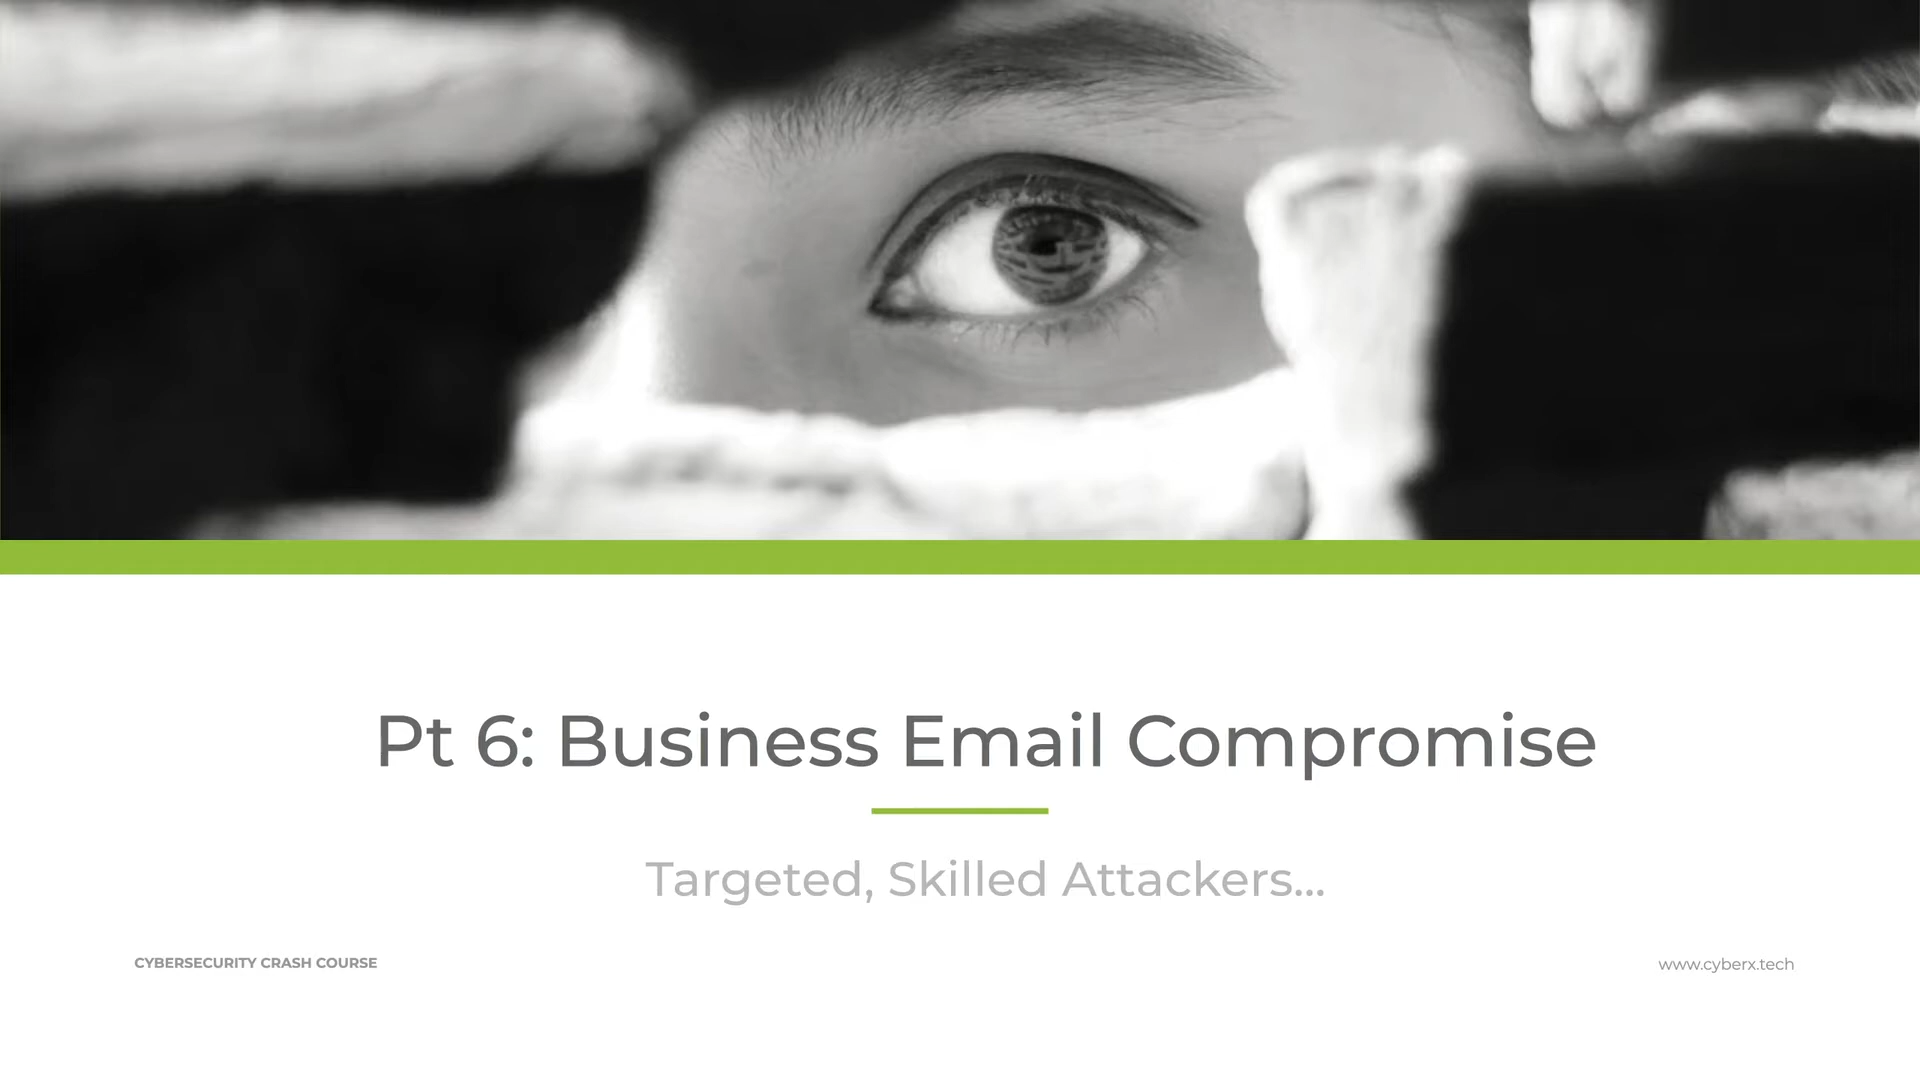 Pt 6: Business Email Compromise
Targeted, Skilled Attackers...
CYBERSECURITY CRASH COURSE
www.cyberx.tech